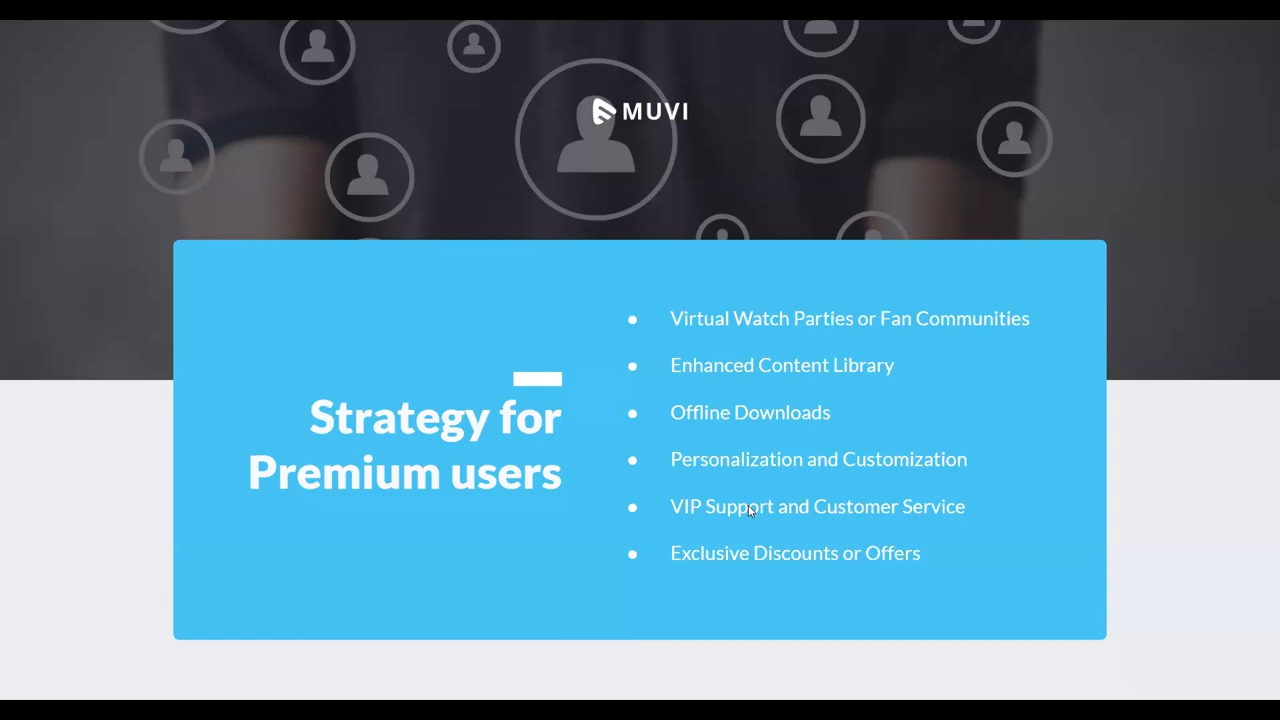 MUVI
Strategy for
Premium users
● Virtual Watch Parties or Fan Communities
● Enhanced Content Library
● Offline Downloads
● Personalization and Customization
● VIP Support and Customer Service
● Exclusive Discounts or Offers